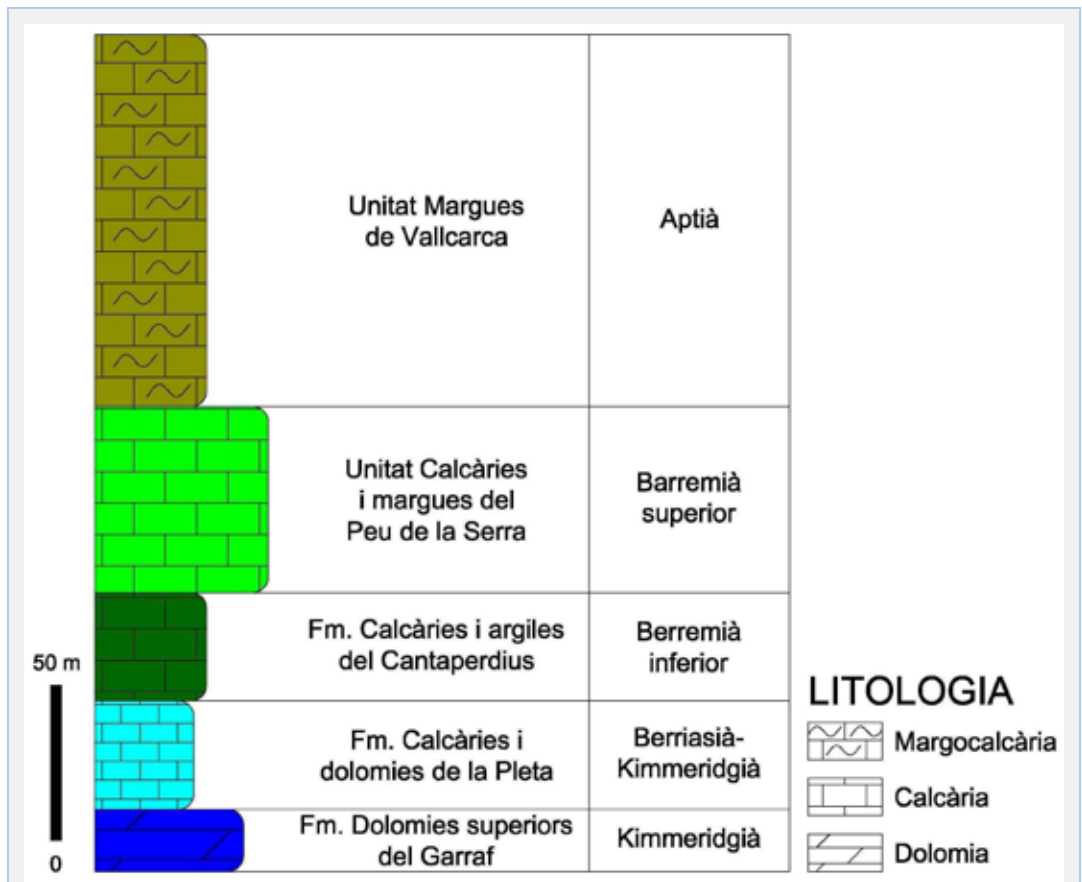 Unitat Margues
de Vallcarca
Aptià
Unitat Calcàries
i margues del
Peu de la Serra
Barremià
superior
Fm. Calcàries i argiles
del Cantaperdius
Berremià
inferior
Fm. Calcàries i
dolomies de la Pleta
Berriasià-
Kimmeridgià
Fm. Dolomies superiors
del Garraf
Kimmeridgià
50 m
0
LITOLOGIA
Margocalcària
Calcària
Dolomia